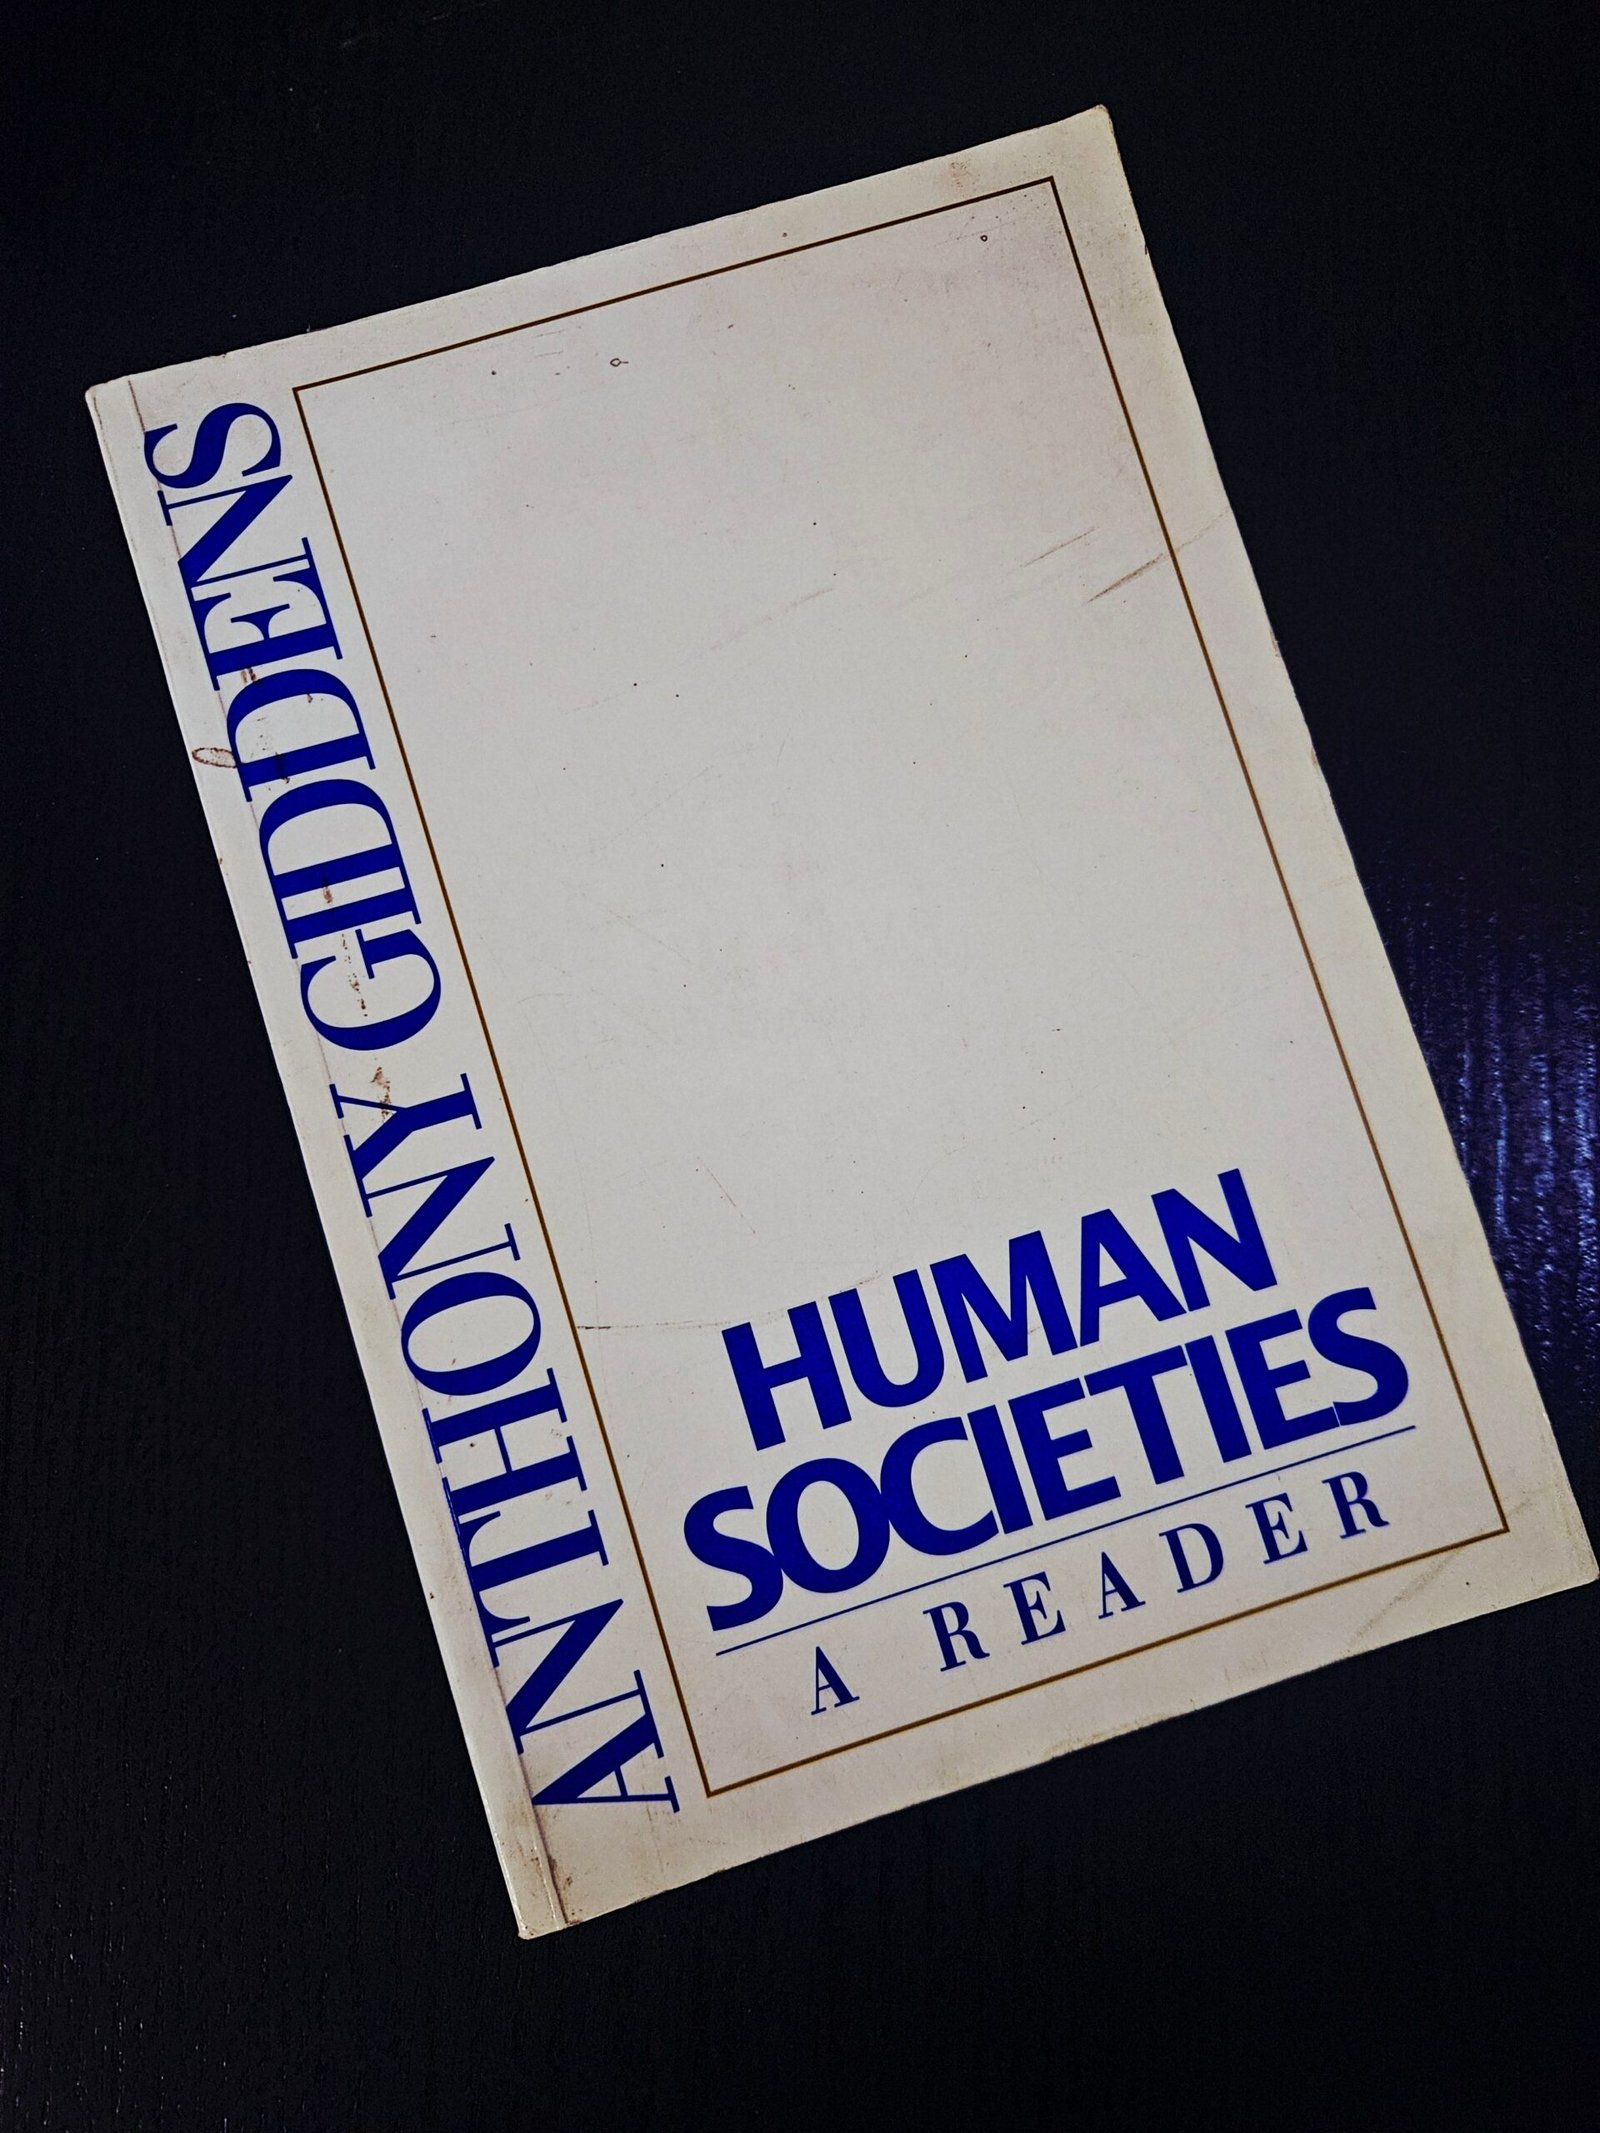 ANTHONY GIDDENS
HUMAN
SOCIETIES
A READER